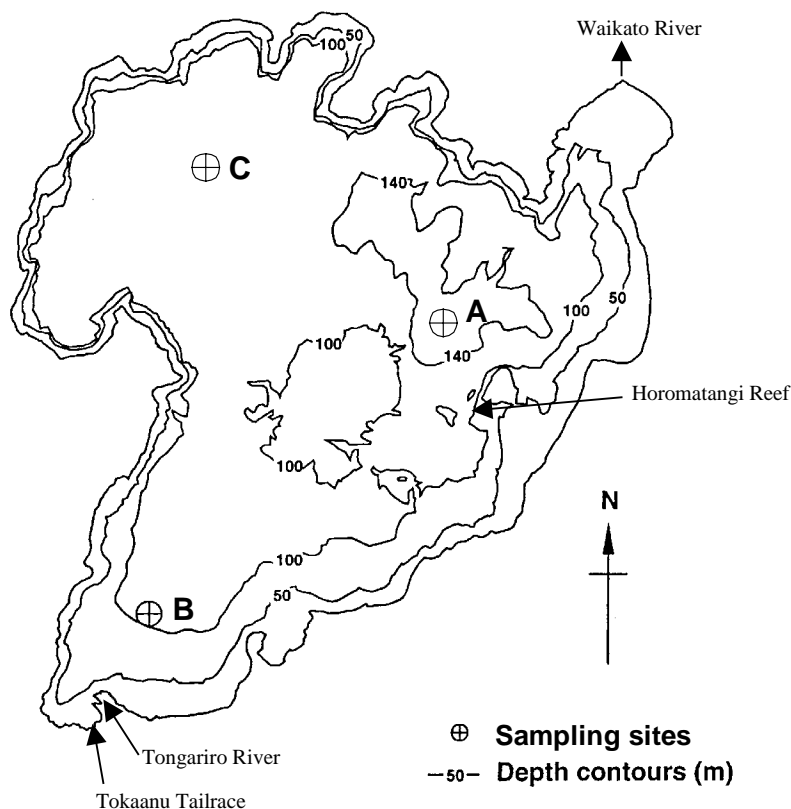 Waikato River
50
100
C
140
A
50
100
100
140
Horomatangi Reef
100
N
100
50
B
Sampling sites
Tongariro River
—50— Depth contours (m)
Tokaanu Tailrace